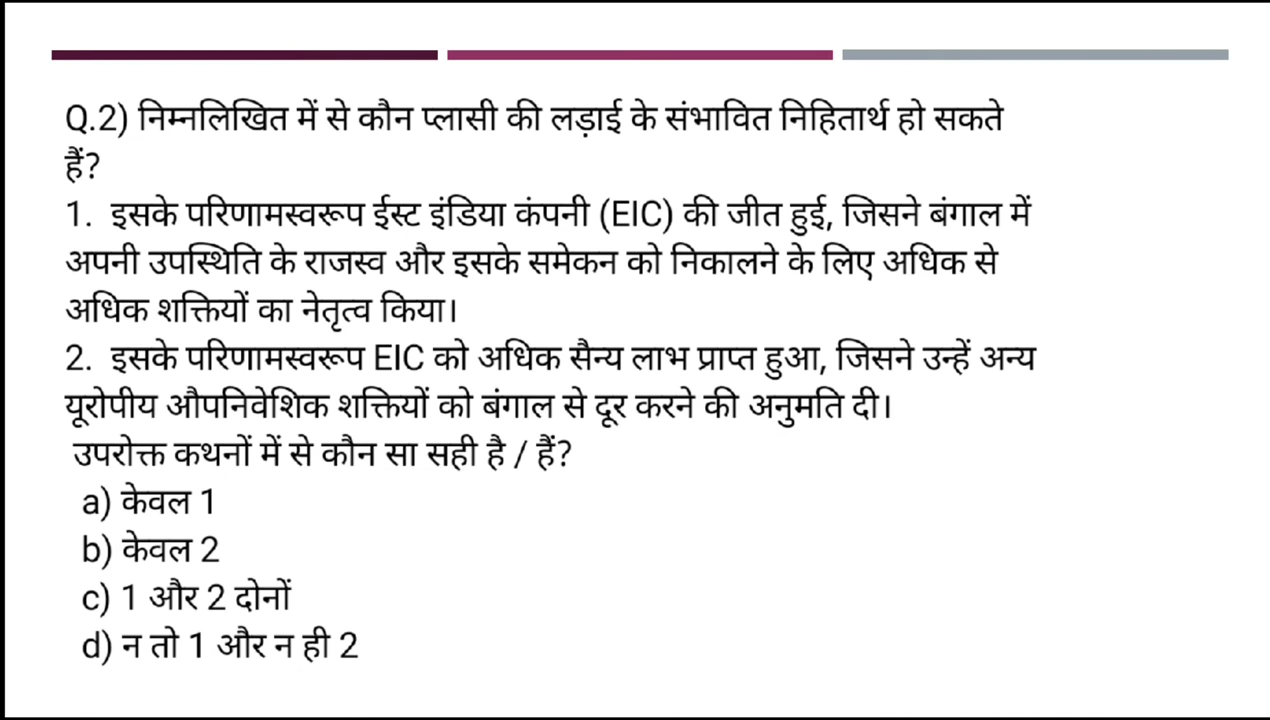 Q.2) निम्नलिखित में से कौन प्लासी की लड़ाई के संभावित निहितार्थ हो सकते
हैं?
1. इसके परिणामस्वरूप ईस्ट इंडिया कंपनी (EIC) की जीत हुई, जिसने बंगाल में
अपनी उपस्थिति के राजस्व और इसके समेकन को निकालने के लिए अधिक से
अधिक शक्तियों का नेतृत्व किया।
2. इसके परिणामस्वरूप EIC को अधिक सैन्य लाभ प्राप्त हुआ, जिसने उन्हें अन्य
यूरोपीय औपनिवेशिक शक्तियों को बंगाल से दूर करने की अनुमति दी।
उपरोक्त कथनों में से कौन सा सही है / हैं?
a) केवल 1
b) केवल 2
c) 1 और 2 दोनों
d) न तो 1 और न ही 2